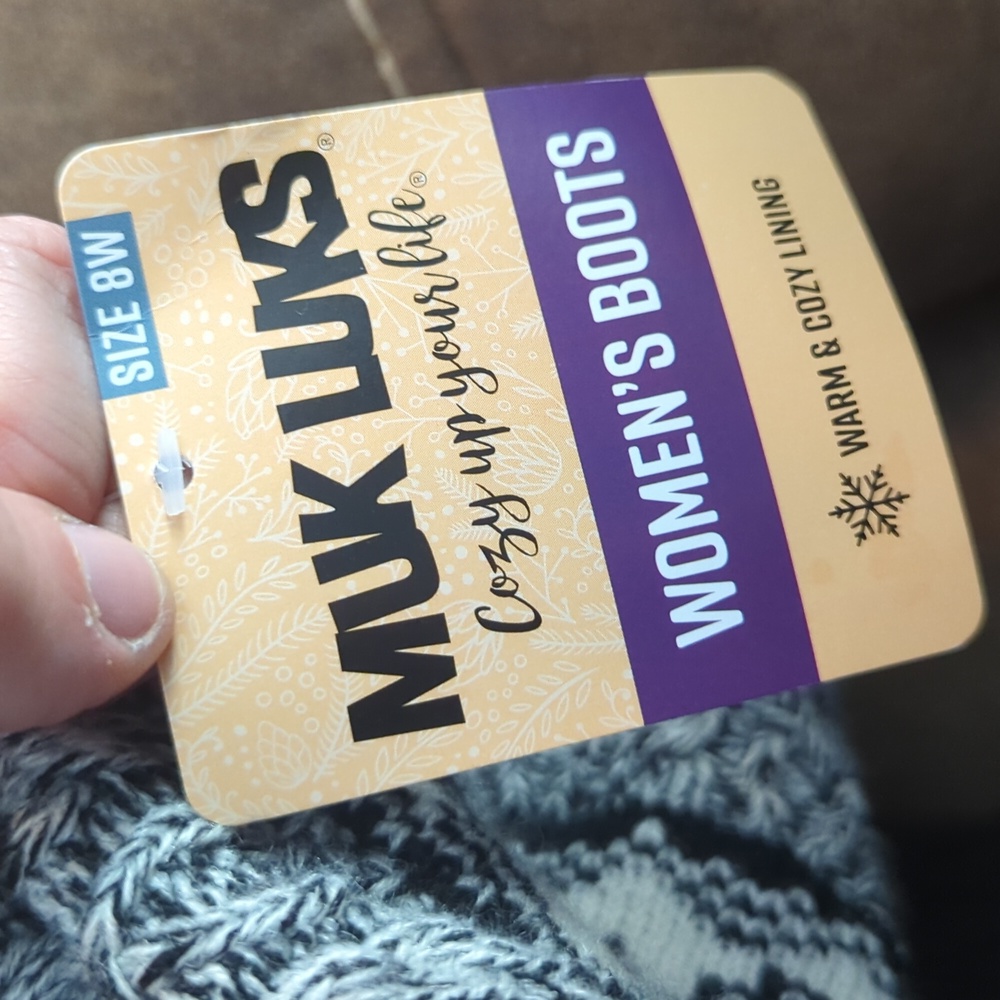 SIZE 8W
MUK LUKS®
Cozy up your life®
WOMEN'S BOOTS
WARM & COZY LINING